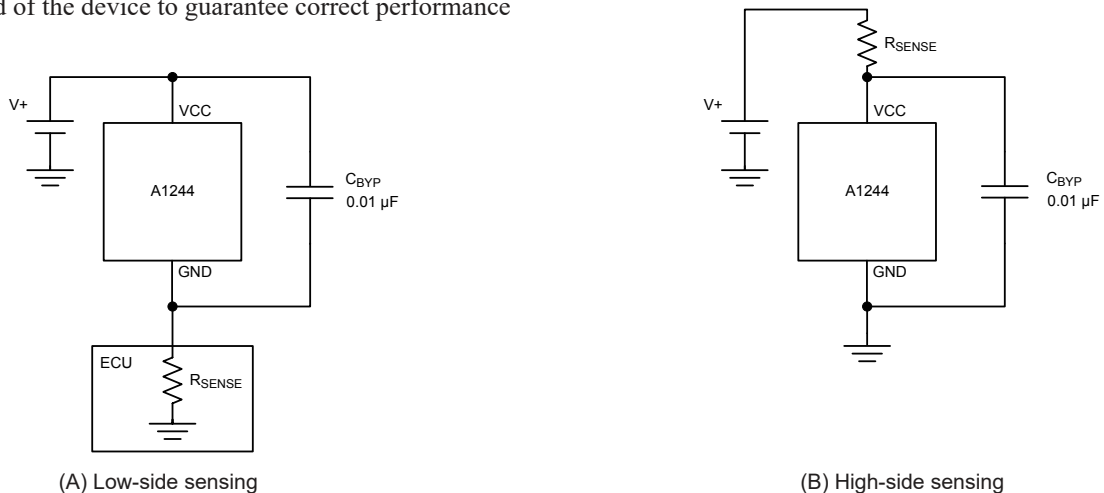 of the device to guarantee correct performance
V+
VCC
A1244
CBYP
0.01 µF
GND
ECU
RSENSE
(A) Low-side sensing
RSENSE
V+
VCC
A1244
CBYP
0.01 µF
GND
(B) High-side sensing